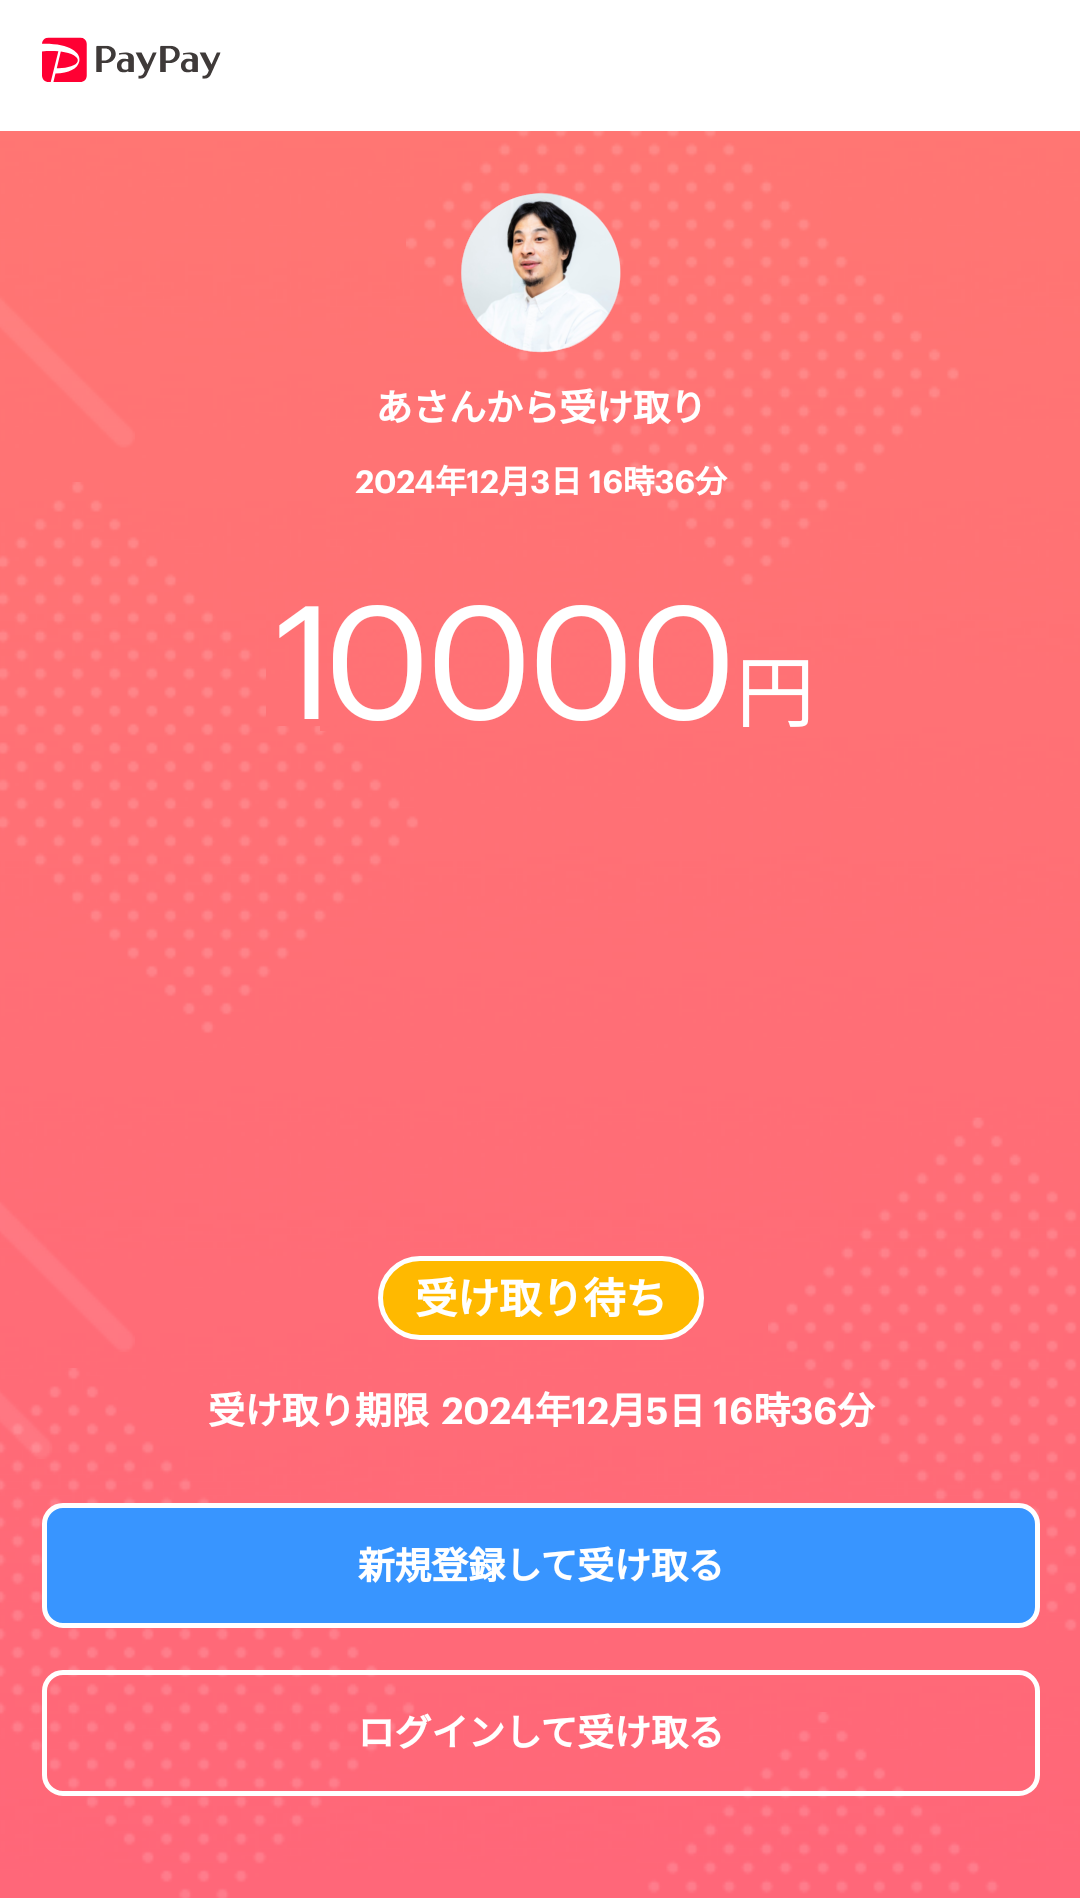 PayPay
あさんから受け取り
2024年12月3日 16時36分
10000円
受け取り待ち
受け取り期限 2024年12月5日 16時36分
新規登録して受け取る
ログインして受け取る